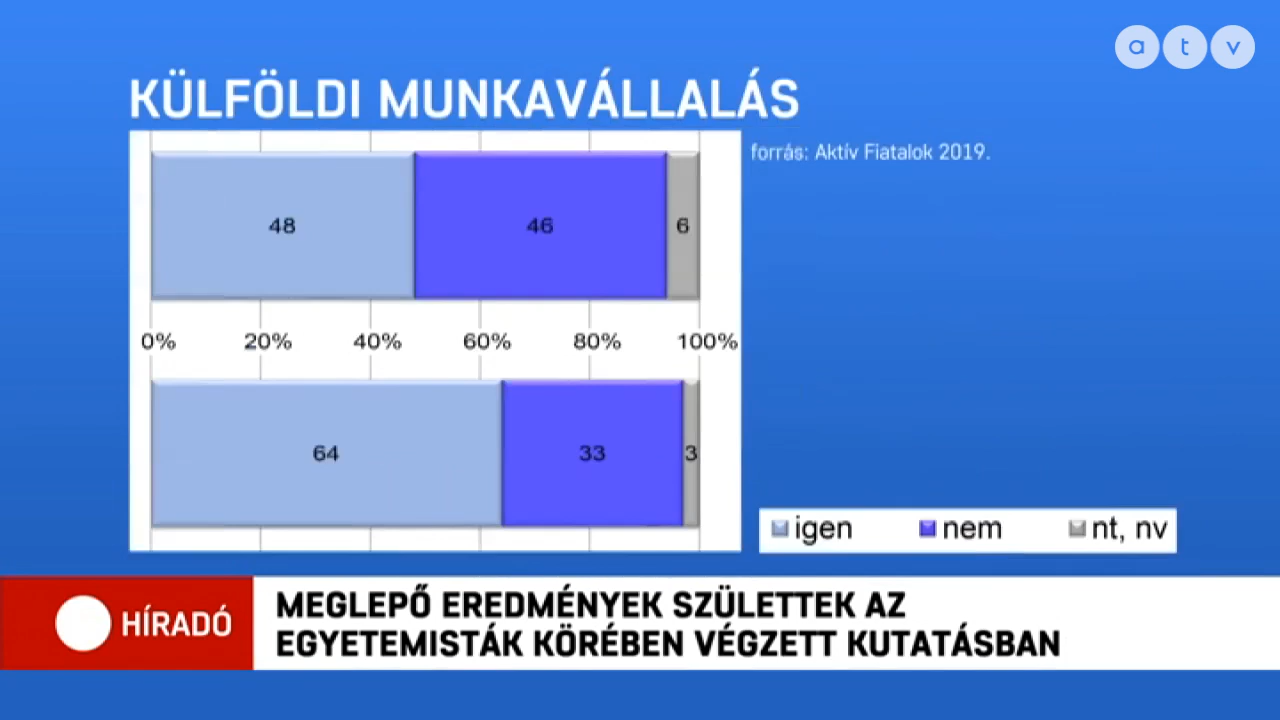 a t v
KÜLFÖLDI MUNKAVÁLLALÁS
forrás: Aktív Fiatalok 2019.
48 46 6
0% 20% 40% 60% 80% 100%
64 33 3
igen nem nt, nv
HÍRADÓ
MEGLEPŐ EREDMÉNYEK SZÜLETTEK AZ
EGYETEMISTÁK KÖRÉBEN VÉGZETT KUTATÁSBAN